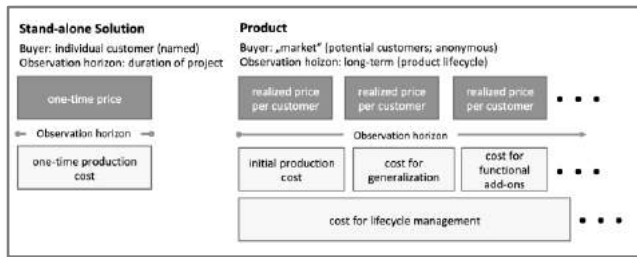 Stand-alone Solution
Buyer: individual customer (named)
Observation horizon: duration of project
one-time price
Observation horizon
one-time production
cost
Product
Buyer: „market“ (potential customers; anonymous)
Observation hoizon: long-term (product lifecycle)
realized price
per customer
realized price
per customer
realized price
per customer
Observation horizon
initial production
cost
cost for
generalization
cost for
functional
add-ons
cost for lifecycle management